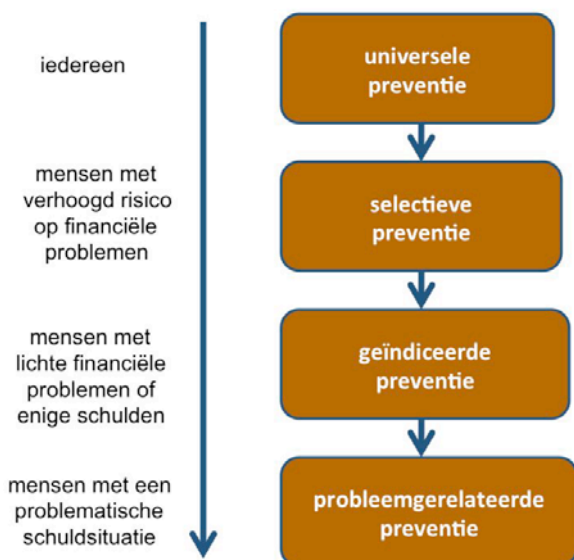 iedereen
universele
preventie
mensen met
verhoogd risico
op financiële
problemen
selectieve
preventie
mensen met
lichte financiële
problemen of
enige schulden
geïndiceerde
preventie
mensen met een
problematische
schuldsituatie
probleemgerelateerde
preventie